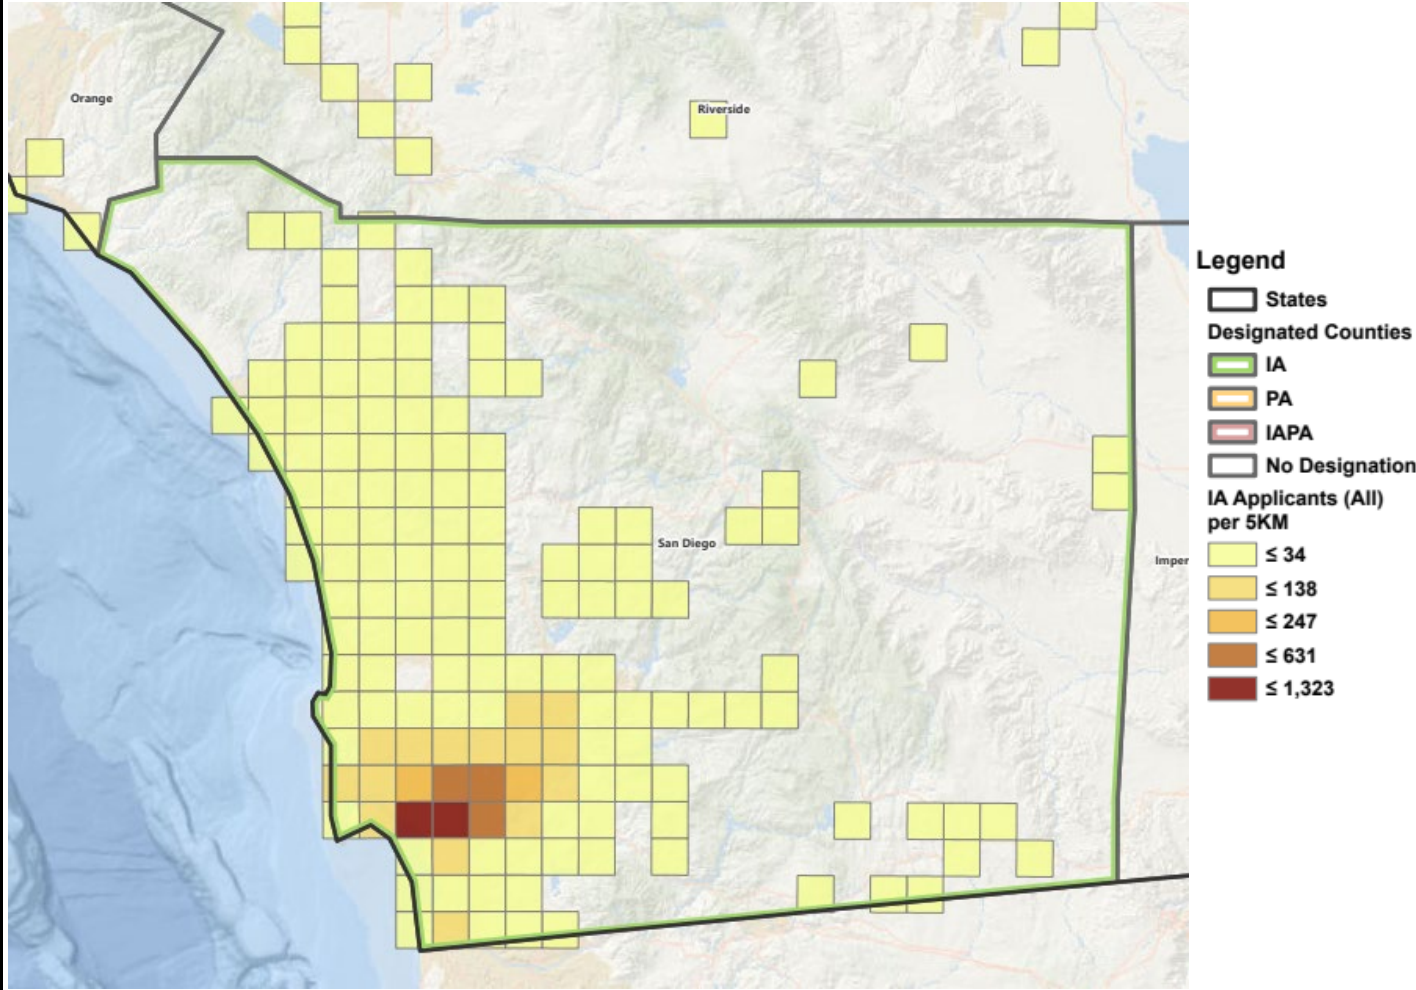 Orange
Riverside
San Diego
Imper
Legend
States
Designated Counties
IA
PA
IAPA
No Designation
IA Applicants (All)
per 5KM
≤ 34
≤ 138
≤ 247
≤ 631
≤ 1,323